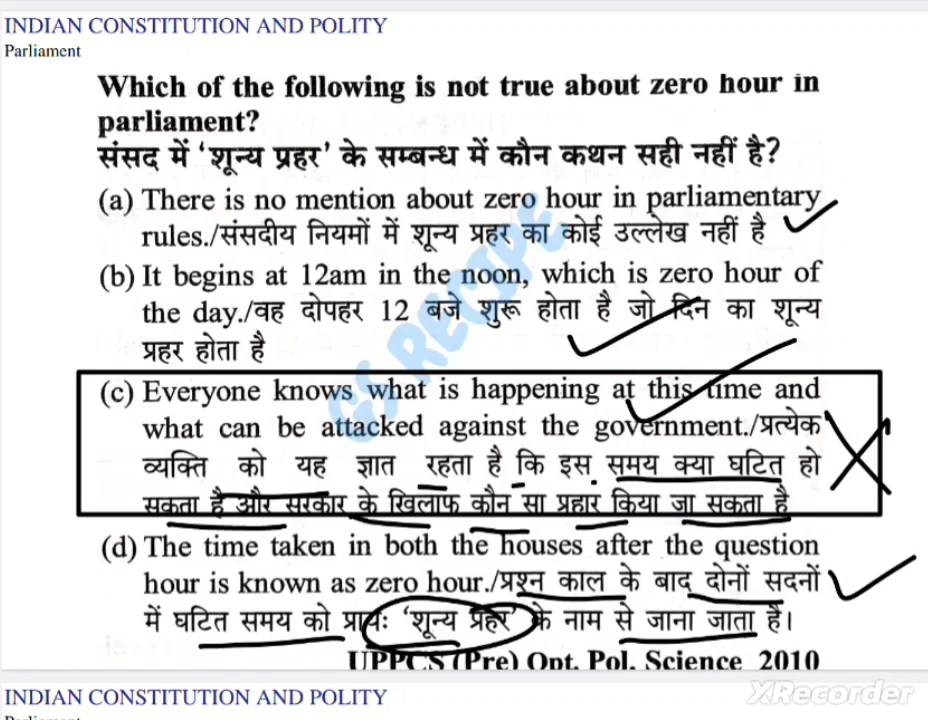 INDIAN CONSTITUTION AND POLITY
Parliament
Which of the following is not true about zero hour in
parliament?
संसद में ‘शून्य प्रहर’ के सम्बन्ध में कौन कथन सही नहीं है?
(a) There is no mention about zero hour in parliamentary
rules./संसदीय नियमों में शून्य प्रहर का कोई उल्लेख नहीं है
(b) It begins at 12am in the noon, which is zero hour of
the day./वह दोपहर 12 बजे शुरू होता है जो दिन का शून्य
प्रहर होता है
(c) Everyone knows what is happening at this time and
what can be attacked against the government./प्रत्येक
व्यक्ति को यह ज्ञात रहता है कि इस समय क्या घटित हो
सकता है और सरकार के खिलाफ कौन सा प्रहार किया जा सकता है
(d) The time taken in both the houses after the question
hour is known as zero hour./प्रश्न काल के बाद दोनों सदनों
में घटित समय को प्रायः ‘शून्य प्रहर’ के नाम से जाना जाता है।
UPPCS (Pre) Opt. Pol. Science 2010
GS RECIPE
XRecorder
INDIAN CONSTITUTION AND POLITY